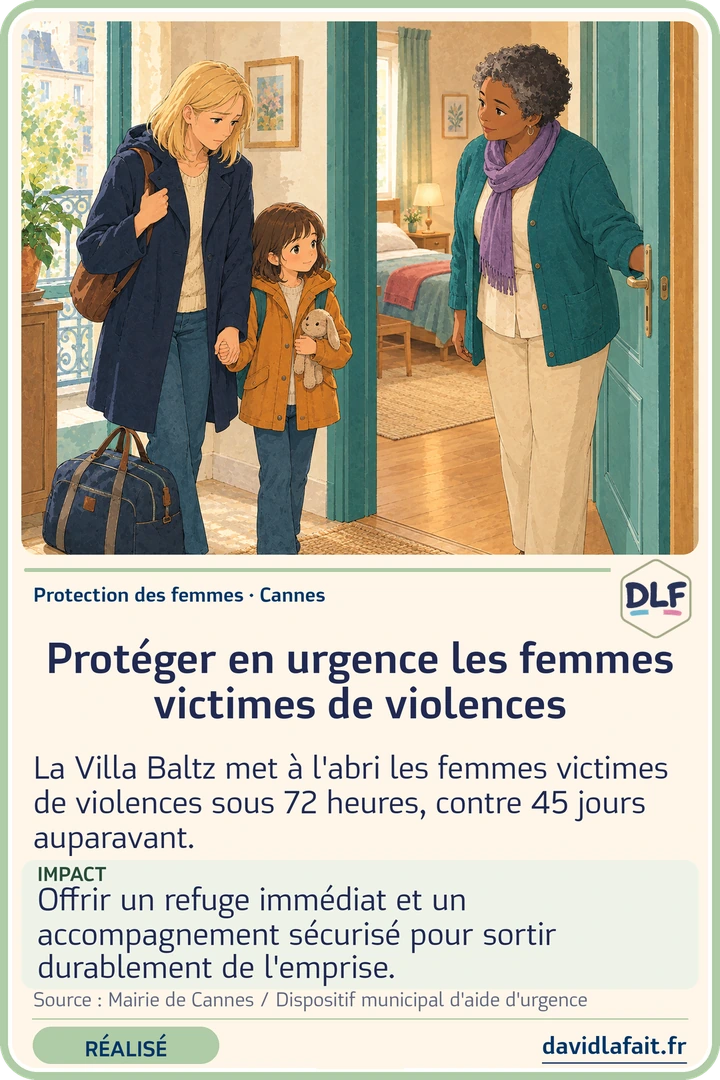 Protection des femmes · Cannes
DLF
Protéger en urgence les femmes
victimes de violences
La Villa Baltz met à l'abri les femmes victimes
de violences sous 72 heures, contre 45 jours
auparavant.
IMPACT
Offrir un refuge immédiat et un
accompagnement sécurisé pour sortir
durablement de l'emprise.
Source : Mairie de Cannes / Dispositif municipal d'aide d'urgence
RÉALISÉ
davidlafait.fr